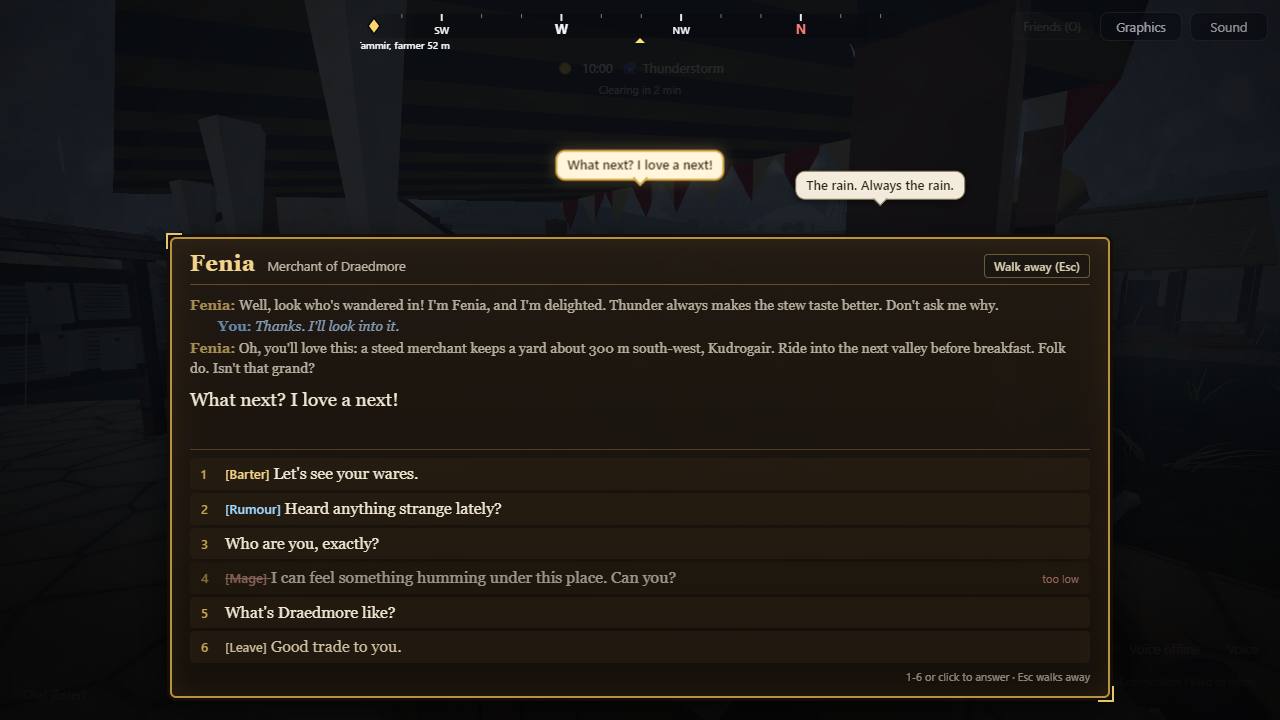 SW
W
NW
N
ammir, farmer 52 m
Friends (O)
Graphics
Sound
10:00
Thunderstorm
Clearing in 2 min
What next? I love a next!
The rain. Always the rain.
Fenia
Merchant of Draedmore
Walk away (Esc)
Fenia: Well, look who's wandered in! I'm Fenia, and I'm delighted. Thunder always makes the stew taste better. Don't ask me why.
You: Thanks. I'll look into it.
Fenia: Oh, you'll love this: a steed merchant keeps a yard about 300 m south-west, Kudrogair. Ride into the next valley before breakfast. Folk
do. Isn't that grand?
What next? I love a next!
1 [Barter] Let's see your wares.
2 [Rumour] Heard anything strange lately?
3 Who are you, exactly?
4 [Mage] I can feel something humming under this place. Can you? too low
5 What's Draedmore like?
6 [Leave] Good trade to you.
1-6 or click to answer · Esc walks away
Voice offline
Voice